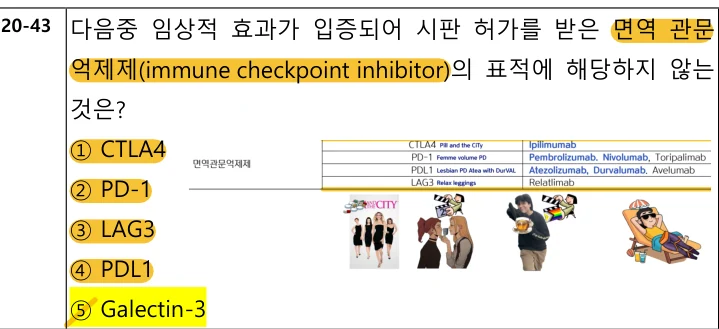 20-43
다음중 임상적 효과가 입증되어 시판 허가를 받은 면역 관문
억제제(immune checkpoint inhibitor)의 표적에 해당하지 않는
것은?
① CTLA4
② PD-1
③ LAG3
④ PDL1
⑤ Galectin-3
면역관문억제제
CTLA4 Pill and the CiTy Ipilimumab
PD-1 Femme volume PD Pembrolizumab, Nivolumab, Toripalimab
PDL1 Lesbian PD Atea with DurVAL Atezolizumab, Durvalumab, Avelumab
LAG3 Relax leggings Relatlimab
CITY